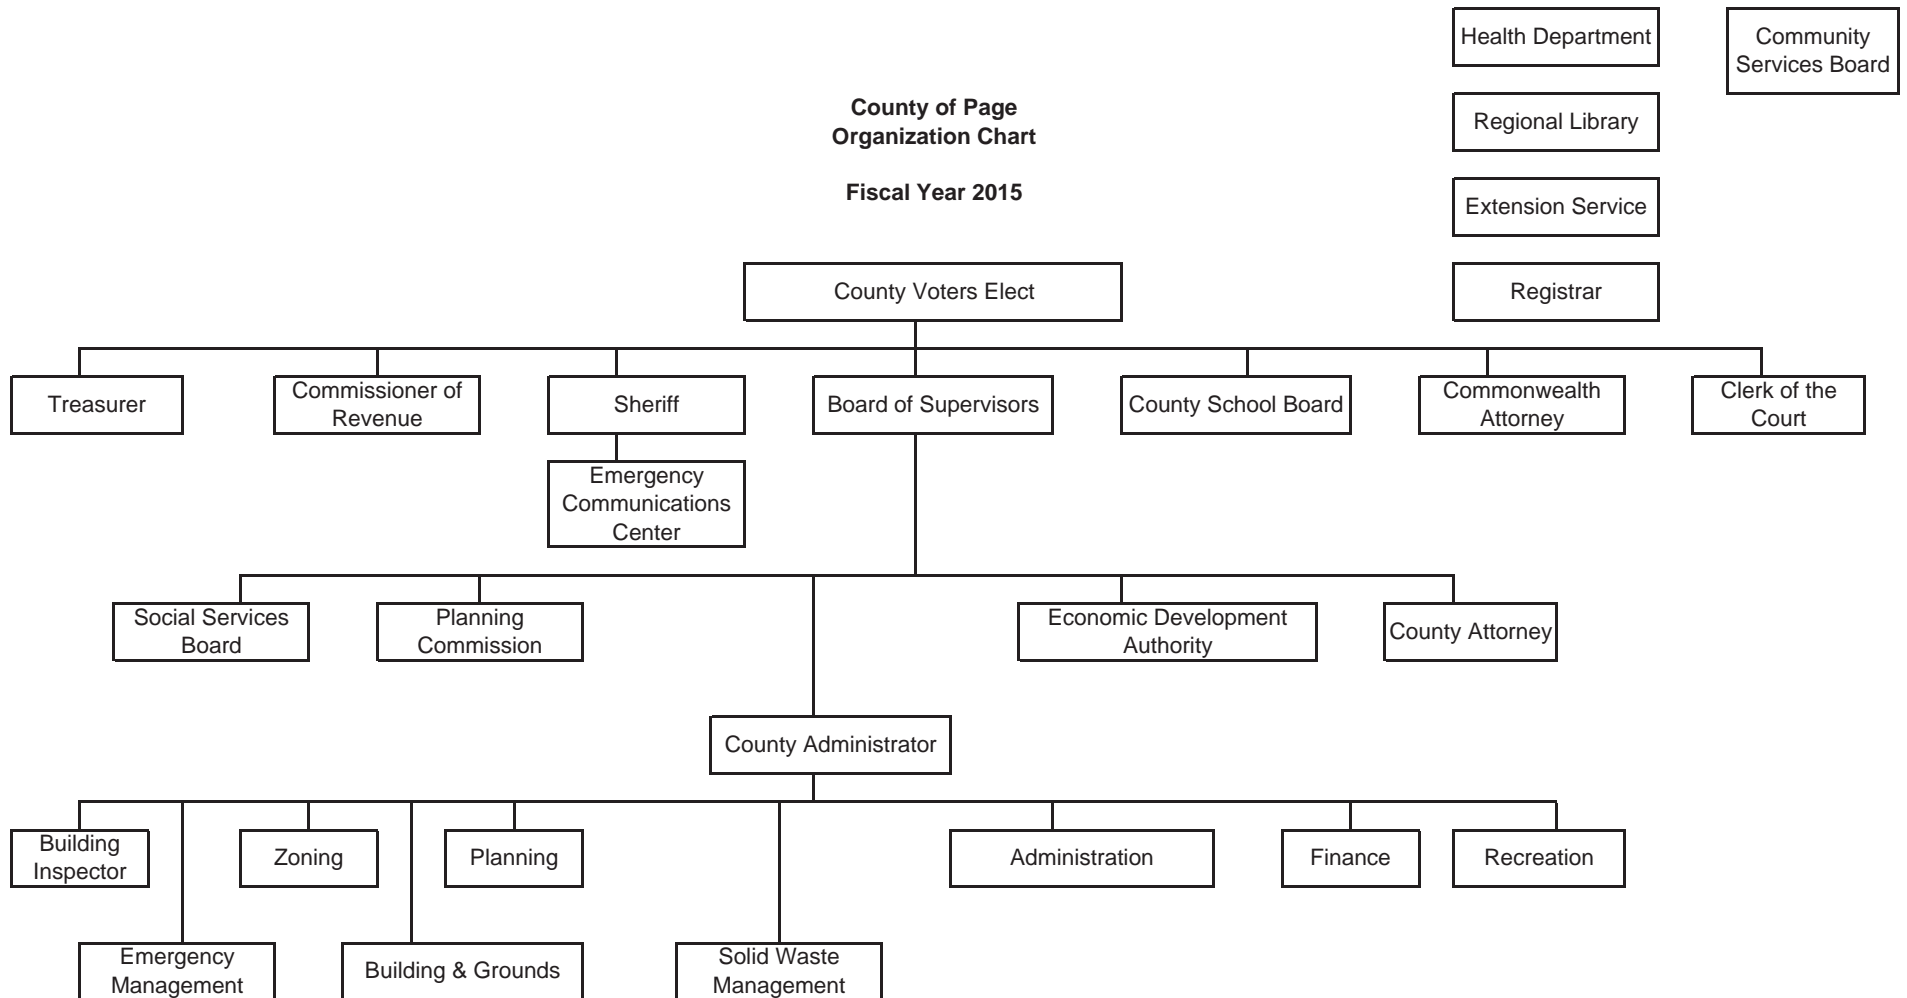 Health Department
Community
Services Board
County of Page
Organization Chart
Regional Library
Fiscal Year 2015
Extension Service
County Voters Elect
Registrar
Treasurer
Commissioner of
Revenue
Sheriff
Board of Supervisors
County School Board
Commonwealth
Attorney
Clerk of the
Court
Emergency
Communications
Center
Social Services
Board
Planning
Commission
Economic Development
Authority
County Attorney
County Administrator
Building
Inspector
Zoning
Planning
Administration
Finance
Recreation
Emergency
Management
Building & Grounds
Solid Waste
Management